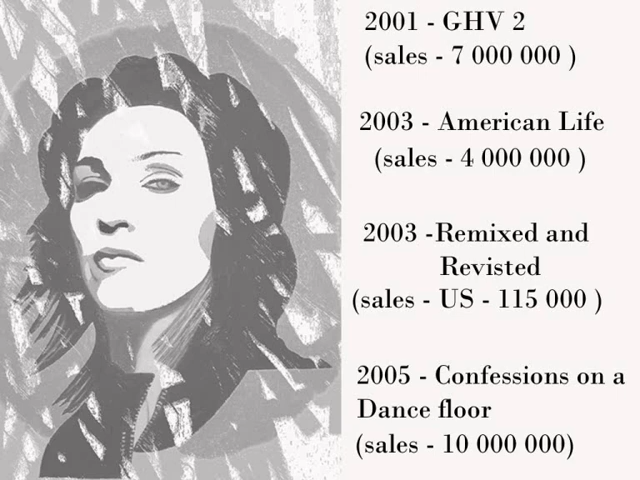 2001 - GHV 2
(sales - 7 000 000 )
2003 - American Life
(sales - 4 000 000 )
2003 -Remixed and
Revisted
(sales - US - 115 000 )
2005 - Confessions on a
Dance floor
(sales - 10 000 000)